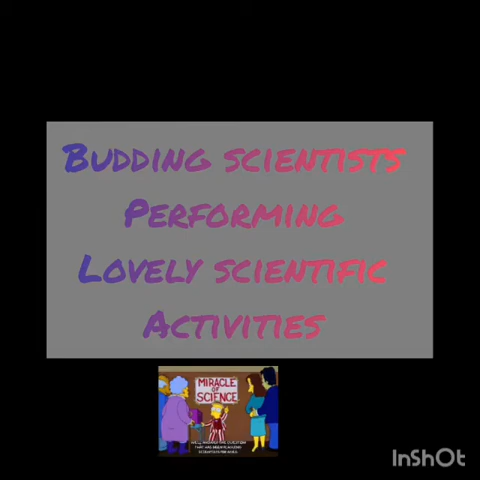 Budding scientists
Performing
Lovely scientific
Activities
MIRACLE
OF
SCIENCE
InShOt